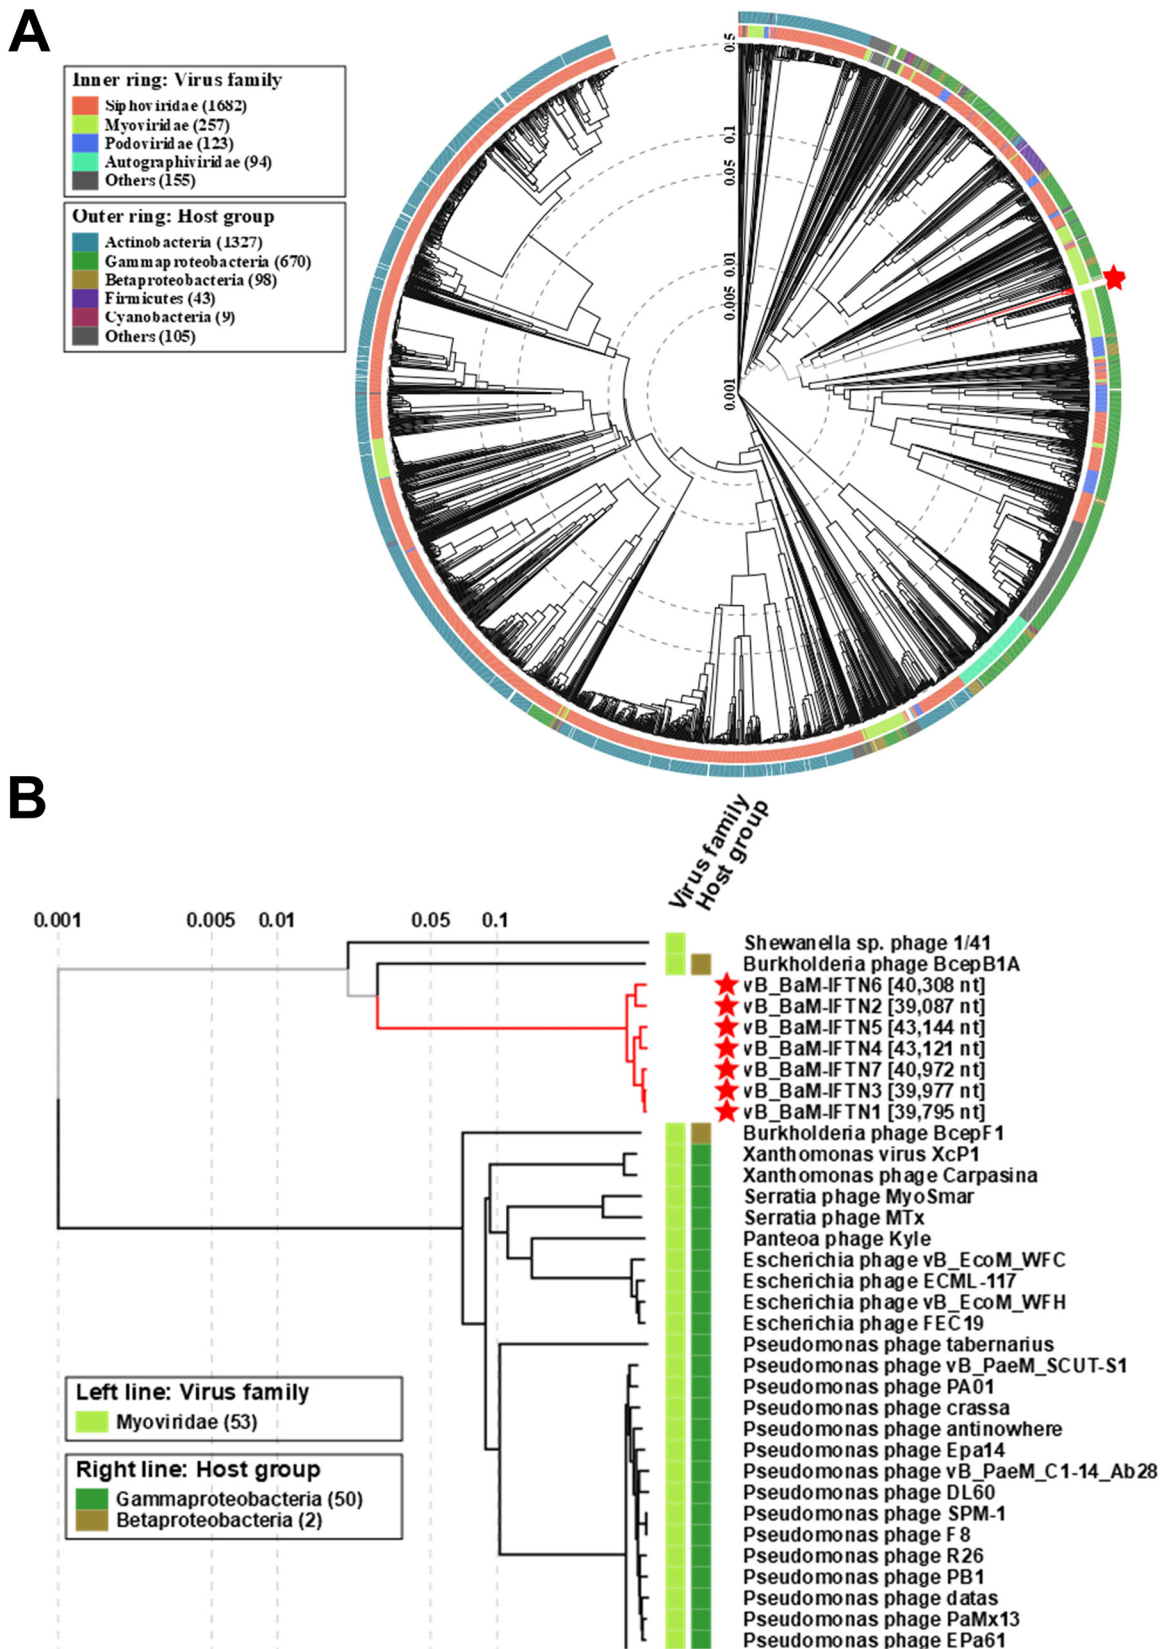 A
Inner ring: Virus family
Siphoviridae (1682)
Myoviridae (257)
Podoviridae (123)
Autographiviridae (94)
Others (155)
Outer ring: Host group
Actinobacteria (1327)
Gammaproteobacteria (670)
Betaproteobacteria (98)
Firmicutes (43)
Cyanobacteria (9)
Others (105)
0.5
0.1
0.05
0.01
0.005
0.001
B
Virus family
Host group
0.001 0.005 0.01 0.05 0.1
Shewanella sp. phage 1/41
Burkholderia phage BcepB1A
vB_BaM-IFTN6 [40,308 nt]
vB_BaM-IFTN2 [39,087 nt]
vB_BaM-IFTN5 [43,144 nt]
vB_BaM-IFTN4 [43,121 nt]
vB_BaM-IFTN7 [40,972 nt]
vB_BaM-IFTN3 [39,977 nt]
vB_BaM-IFTN1 [39,795 nt]
Burkholderia phage BcepF1
Xanthomonas virus XcP1
Xanthomonas phage Carpasina
Serratia phage MyoSmar
Serratia phage MTx
Panteoa phage Kyle
Escherichia phage vB_EcoM_WFC
Escherichia phage ECML-117
Escherichia phage vB_EcoM_WFH
Escherichia phage FEC19
Pseudomonas phage tabernarius
Pseudomonas phage vB_PaeM_SCUT-S1
Pseudomonas phage PA01
Pseudomonas phage crassa
Pseudomonas phage antinowhere
Pseudomonas phage Epa14
Pseudomonas phage vB_PaeM_C1-14_Ab28
Pseudomonas phage DL60
Pseudomonas phage SPM-1
Pseudomonas phage F8
Pseudomonas phage R26
Pseudomonas phage PB1
Pseudomonas phage datas
Pseudomonas phage PaMx13
Pseudomonas phage EPa61
Left line: Virus family
Myoviridae (53)
Right line: Host group
Gammaproteobacteria (50)
Betaproteobacteria (2)